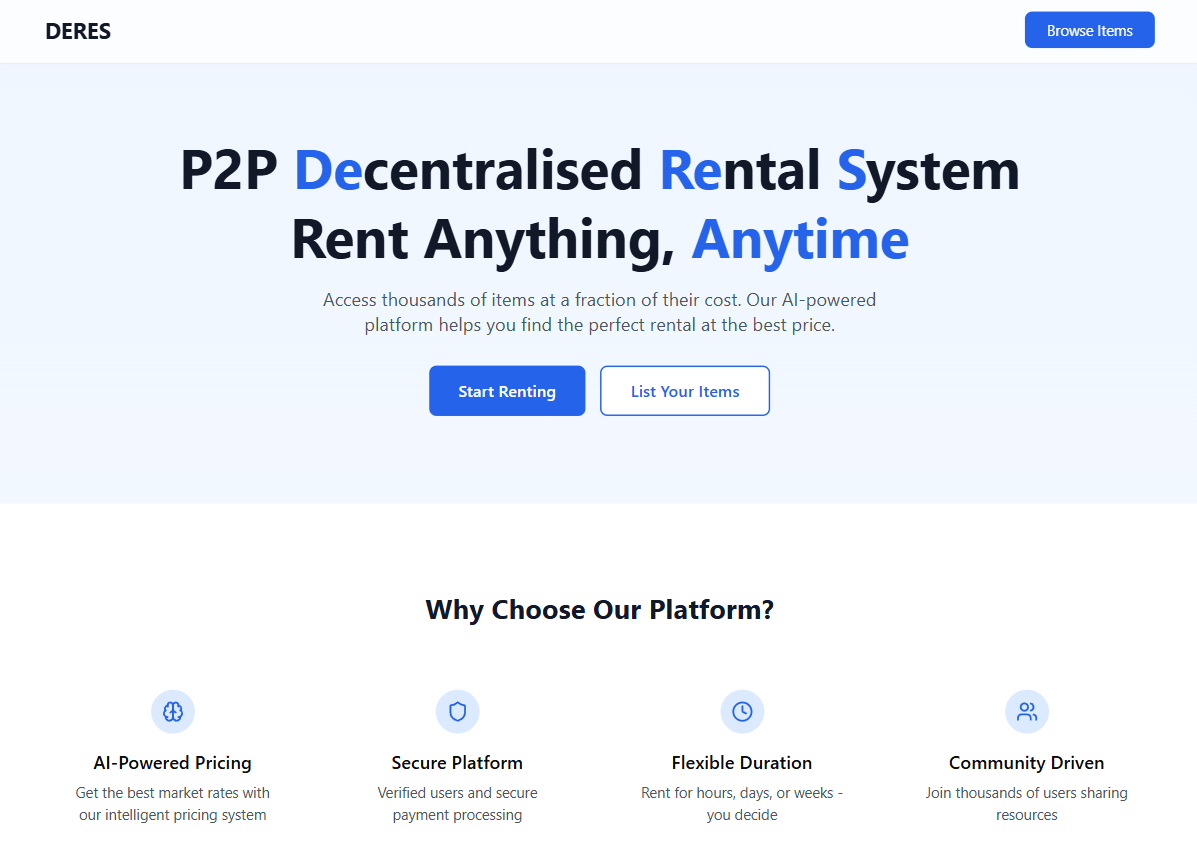 DERES
Browse Items
P2P Decentralised Rental System
Rent Anything, Anytime
Access thousands of items at a fraction of their cost. Our AI-powered
platform helps you find the perfect rental at the best price.
Start Renting
List Your Items
Why Choose Our Platform?
AI-Powered Pricing
Get the best market rates with
our intelligent pricing system
Secure Platform
Verified users and secure
payment processing
Flexible Duration
Rent for hours, days, or weeks -
you decide
Community Driven
Join thousands of users sharing
resources